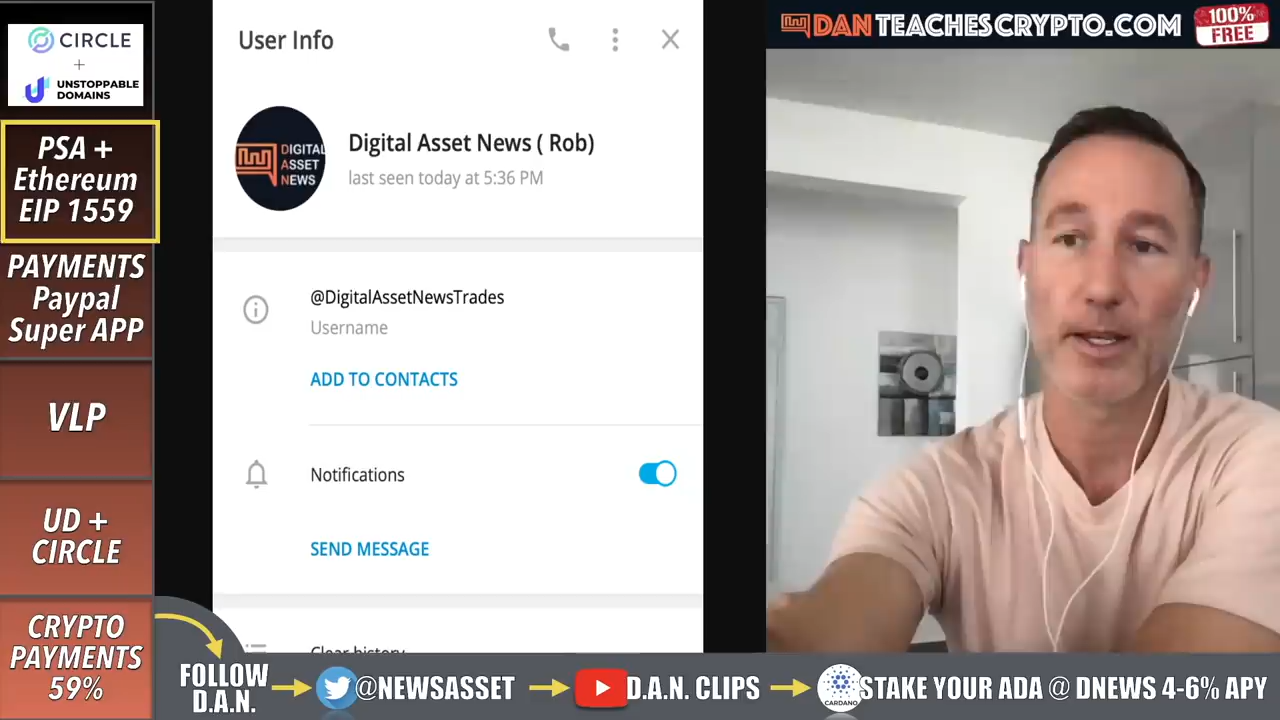 CIRCLE
+
UNSTOPPABLE
DOMAINS
PSA +
Ethereum
EIP 1559
PAYMENTS
Paypal
Super APP
VLP
UD +
CIRCLE
CRYPTO
PAYMENTS
59%
User Info
DIGITAL
ASSET
NEWS
Digital Asset News ( Rob)
last seen today at 5:36 PM
@DigitalAssetNewsTrades
Username
ADD TO CONTACTS
Notifications
SEND MESSAGE
Clear history
DANTEACHESCRYPTO.COM
100%
FREE
FOLLOW
D.A.N.
@NEWSASSET
D.A.N. CLIPS
CARDANO
STAKE YOUR ADA @ DNEWS 4-6% APY